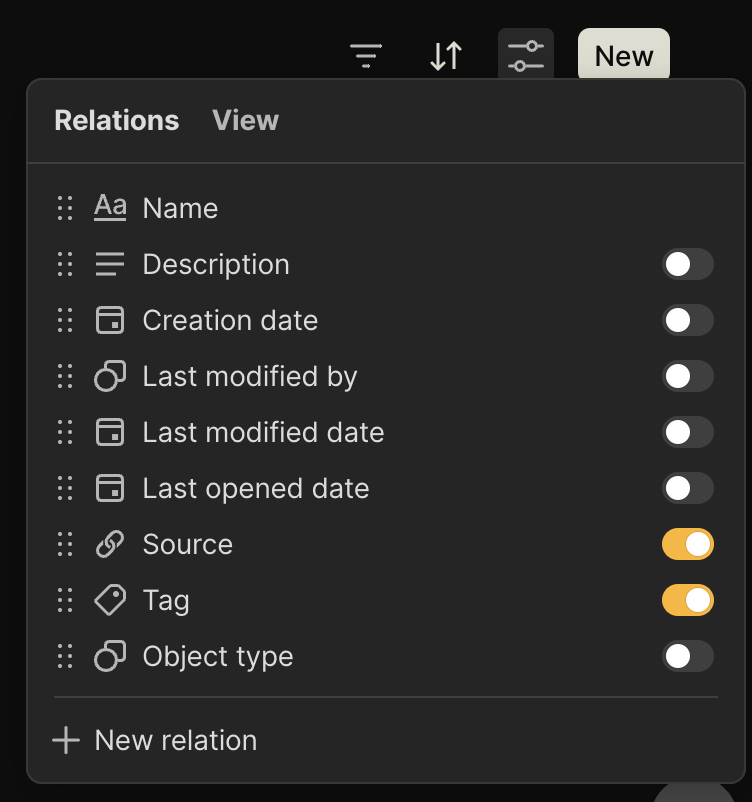 New
Relations View
Aa Name
Description
Creation date
Last modified by
Last modified date
Last opened date
Source
Tag
Object type
New relation